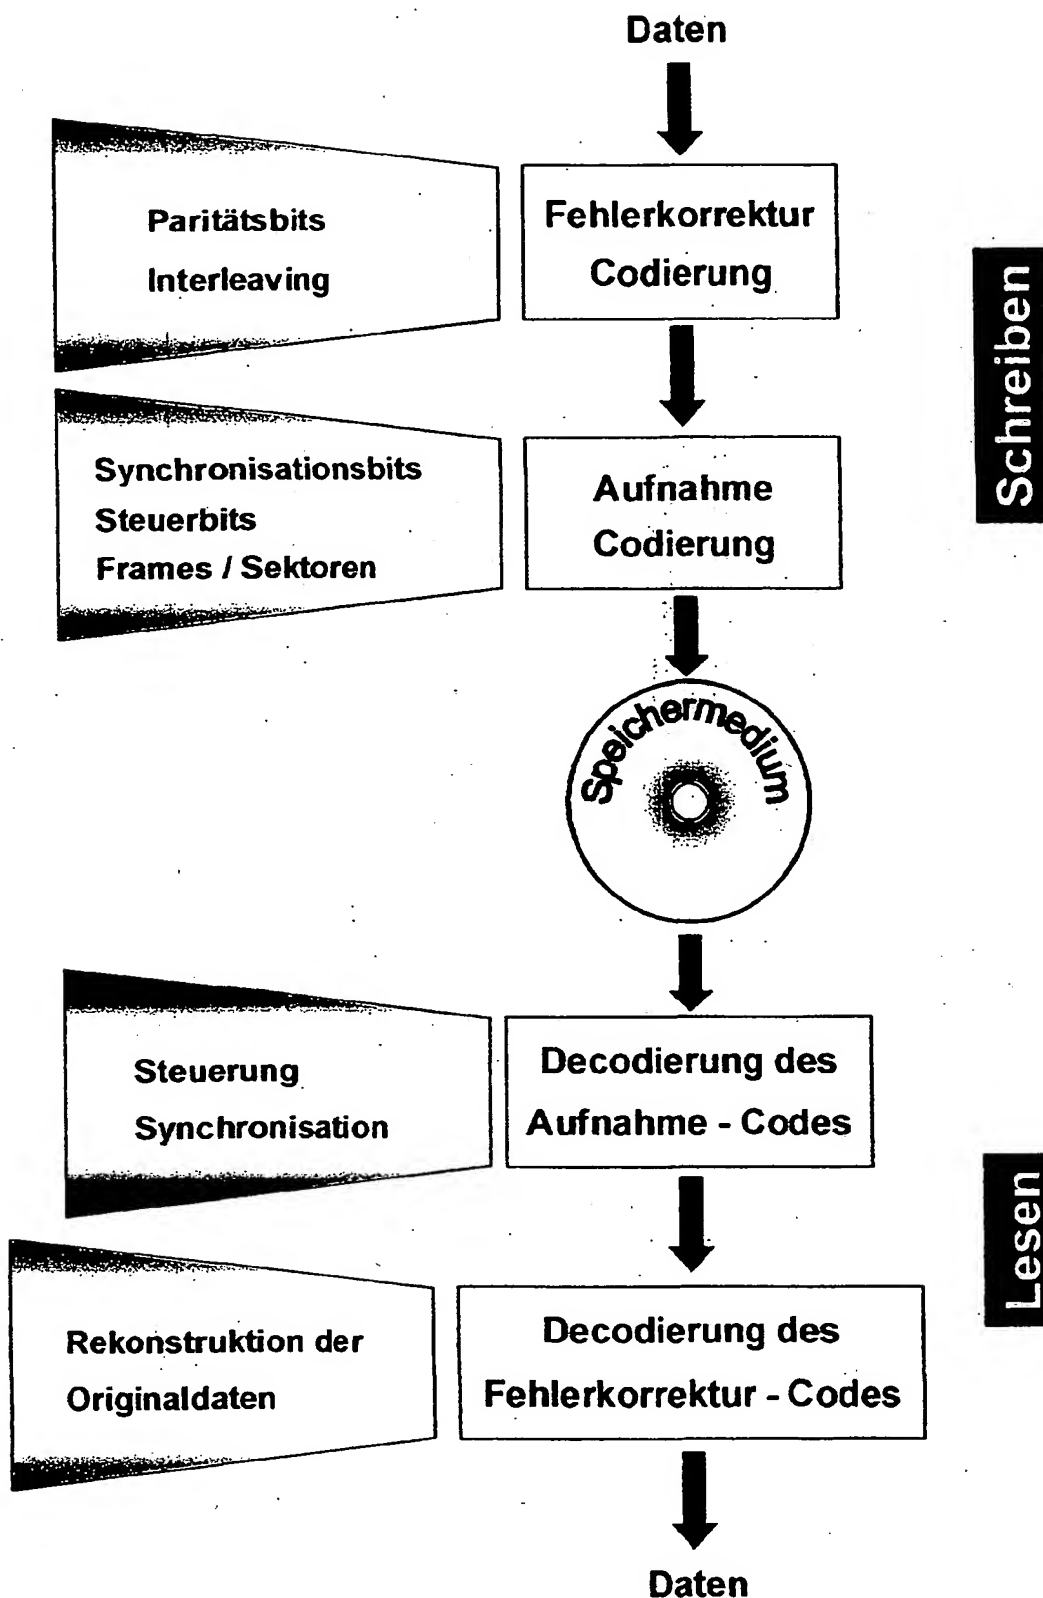 Daten
Paritätsbits
Interleaving
Fehlerkorrektur
Codierung
Schreiben
Synchronisationsbits
Steuerbits
Frames / Sektoren
Aufnahme
Codierung
Speichermedium
Steuerung
Synchronisation
Decodierung des
Aufnahme - Codes
Lesen
Rekonstruktion der
Originaldaten
Decodierung des
Fehlerkorrektur - Codes
Daten